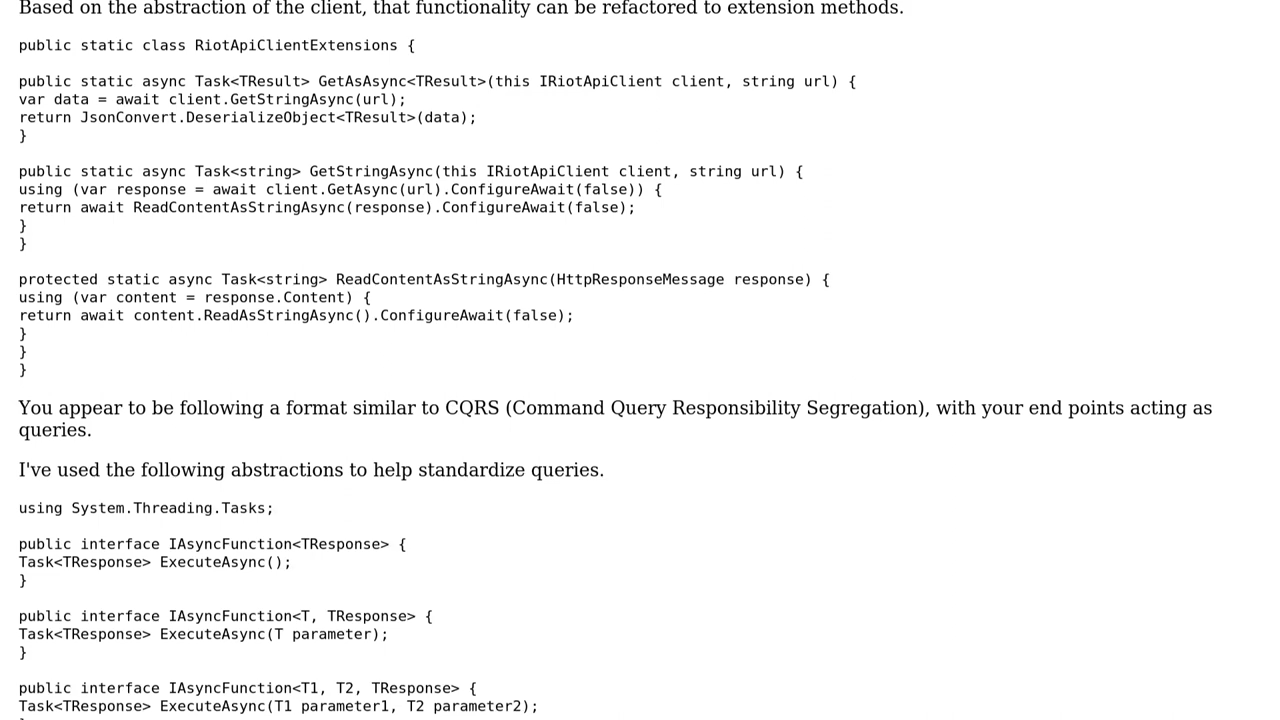 Based on the abstraction of the client, that functionality can be refactored to extension methods.
public static class RiotApiClientExtensions {
public static async Task<TResult> GetAsAsync<TResult>(this IRiotApiClient client, string url) {
var data = await client.GetStringAsync(url);
return JsonConvert.DeserializeObject<TResult>(data);
}
public static async Task<string> GetStringAsync(this IRiotApiClient client, string url) {
using (var response = await client.GetAsync(url).ConfigureAwait(false)) {
return await ReadContentAsStringAsync(response).ConfigureAwait(false);
}
}
protected static async Task<string> ReadContentAsStringAsync(HttpResponseMessage response) {
using (var content = response.Content) {
return await content.ReadAsStringAsync().ConfigureAwait(false);
}
}
}
You appear to be following a format similar to CQRS (Command Query Responsibility Segregation), with your end points acting as
queries.
I've used the following abstractions to help standardize queries.
using System.Threading.Tasks;
public interface IAsyncFunction<TResponse> {
Task<TResponse> ExecuteAsync();
}
public interface IAsyncFunction<T, TResponse> {
Task<TResponse> ExecuteAsync(T parameter);
}
public interface IAsyncFunction<T1, T2, TResponse> {
Task<TResponse> ExecuteAsync(T1 parameter1, T2 parameter2);